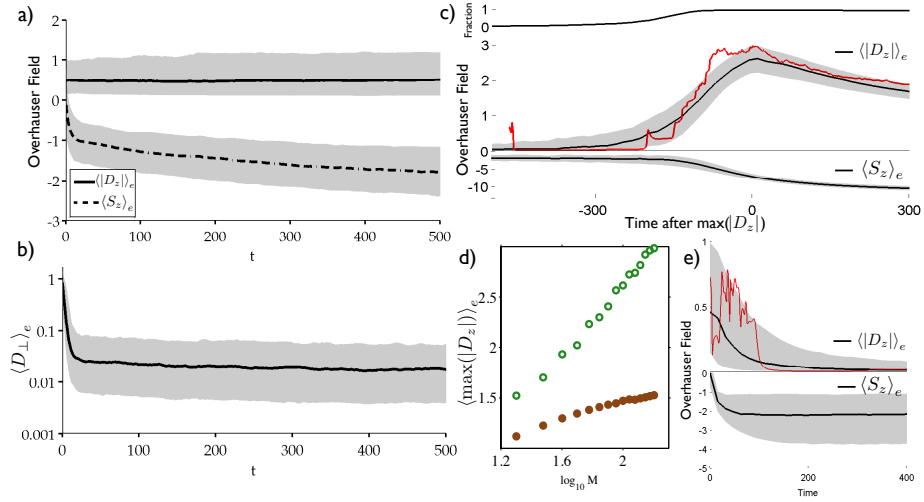 a)
2
1
0
-1
-2
-3
Overhauser Field
⟨|D_z|⟩_e
⟨S_z⟩_e
0 100 200 300 400 500
t
b)
1
0.1
0.01
0.001
⟨D_⊥⟩_e
0 100 200 300 400 500
t
c)
Fraction
1
0
Overhauser Field
3
2
1
0
⟨|D_z|⟩_e
-5
-10
⟨S_z⟩_e
-300 0 300
Time after max(|D_z|)
d)
⟨max(|D_z|)⟩_e
2.5
1.5
1.2 1.6 2 2.4
log₁₀ M
e)
Overhauser Field
1
0
⟨|D_z|⟩_e
0
-1
-2
-3
-4
-5
⟨S_z⟩_e
0 200 400
Time